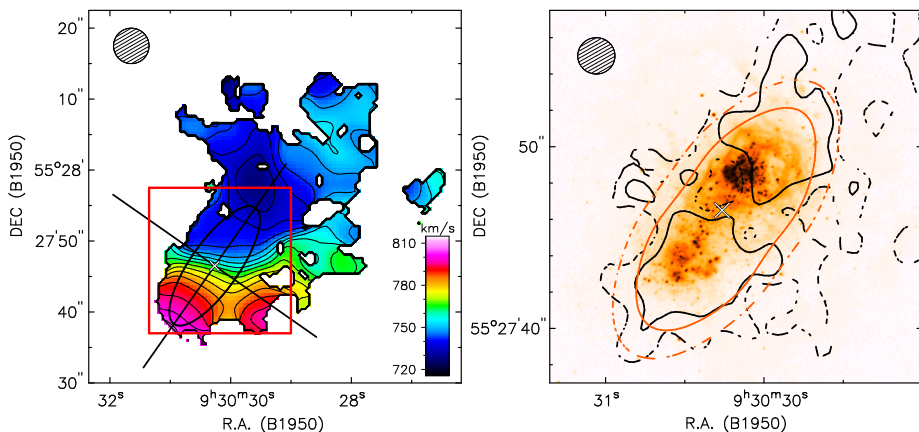 20"
10"
55°28'
27'50"
40"
30"
DEC (B1950)
32ˢ
9ʰ30ᵐ30ˢ
28ˢ
R.A. (B1950)
km/s
810
780
750
720
50"
55°27'40"
DEC (B1950)
31ˢ
9ʰ30ᵐ30ˢ
R.A. (B1950)